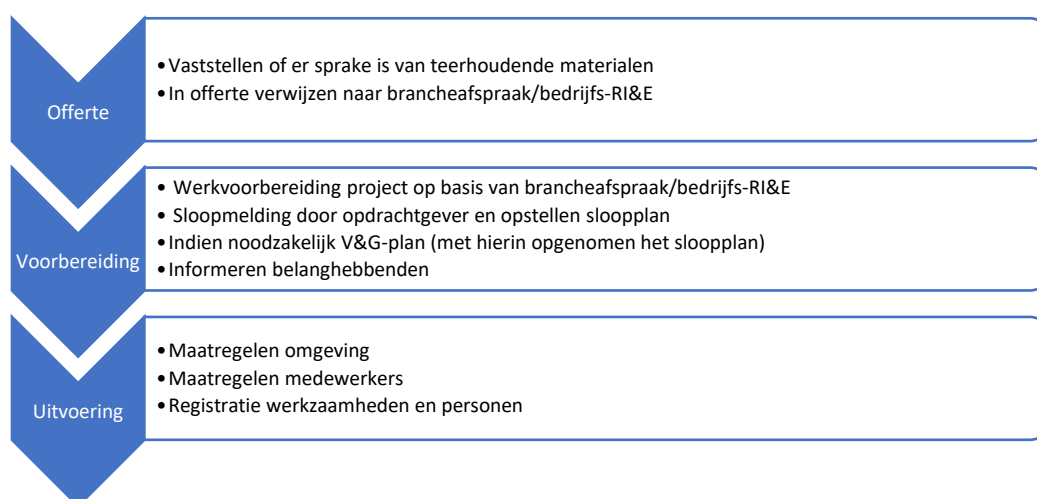 Offerte
•Vaststellen of er sprake is van teerhoudende materialen
•In offerte verwijzen naar brancheafspraak/bedrijfs-RI&E
Voorbereiding
• Werkvoorbereiding project op basis van brancheafspraak/bedrijfs-RI&E
• Sloopmelding door opdrachtgever en opstellen sloopplan
•Indien noodzakelijk V&G-plan (met hierin opgenomen het sloopplan)
•Informeren belanghebbenden
Uitvoering
•Maatregelen omgeving
•Maatregelen medewerkers
•Registratie werkzaamheden en personen